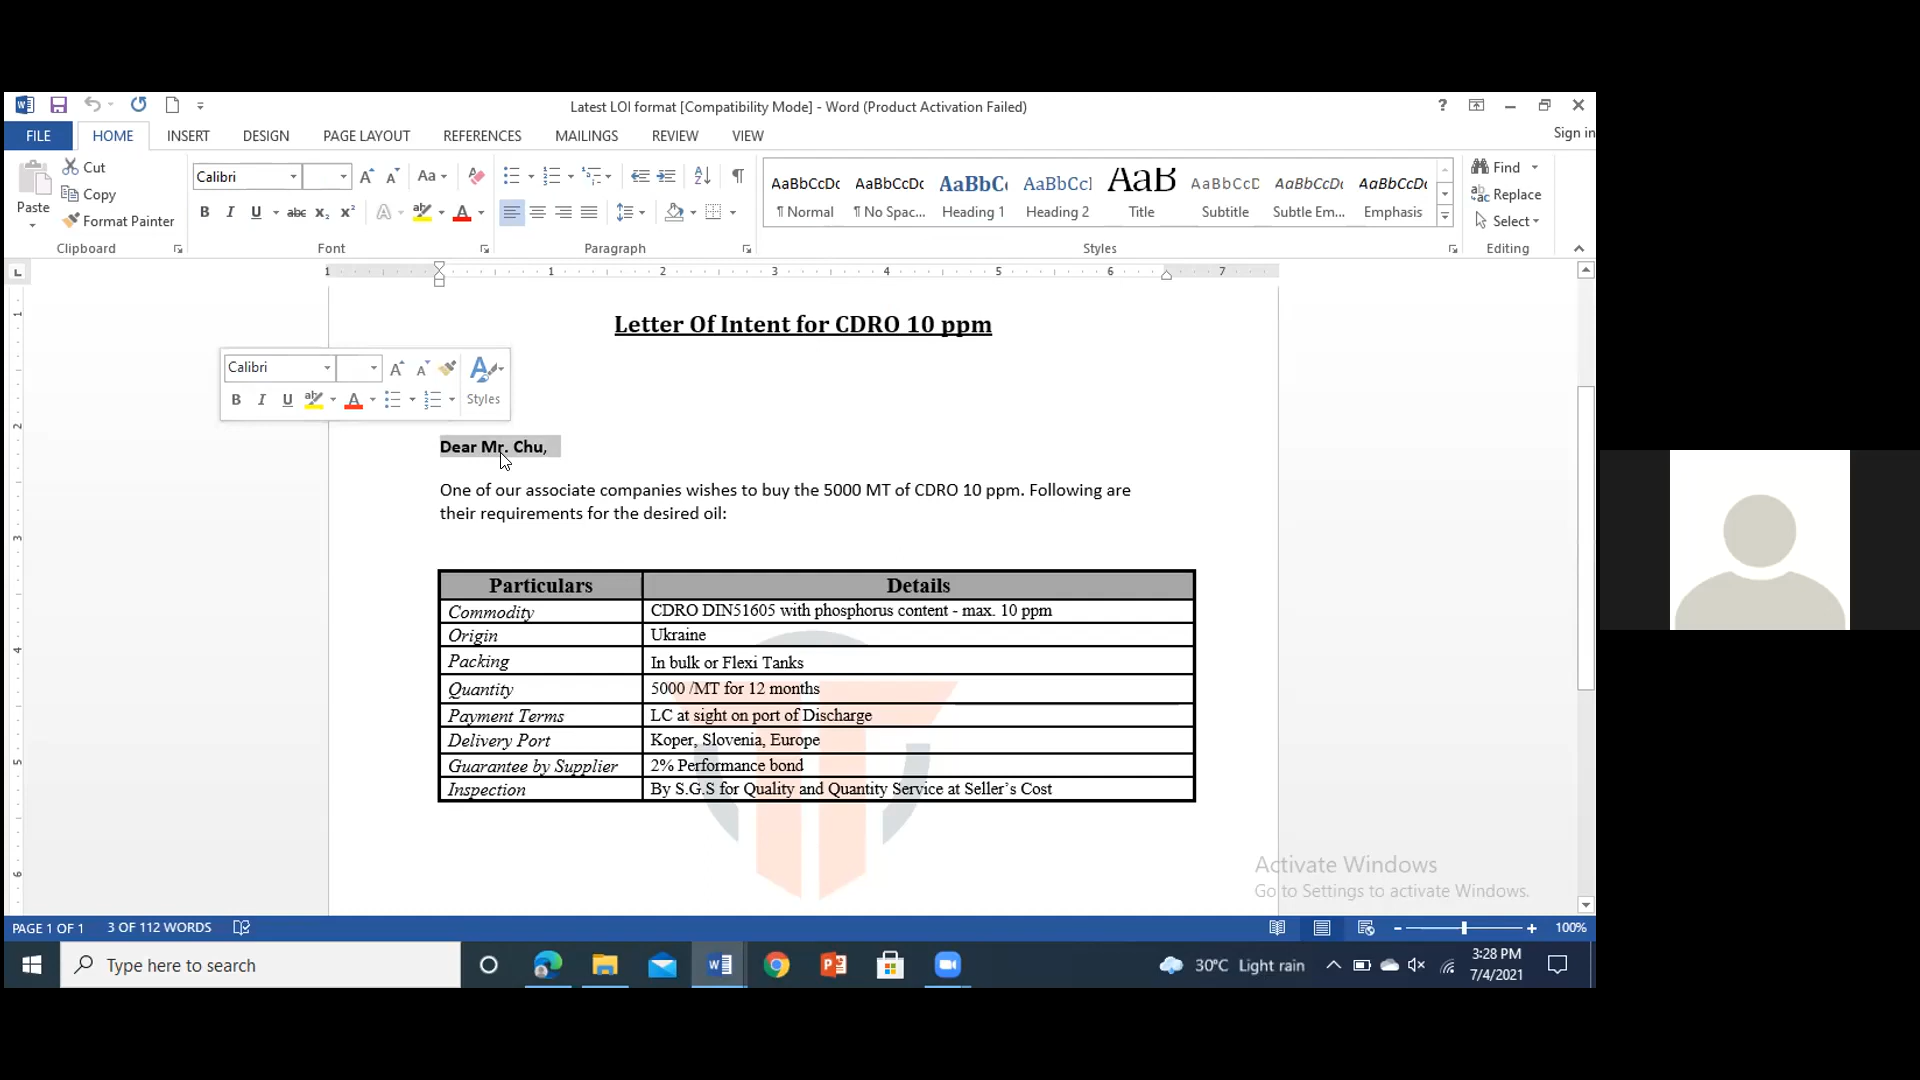 Latest LOI format [Compatibility Mode] - Word (Product Activation Failed)
FILE HOME INSERT DESIGN PAGE LAYOUT REFERENCES MAILINGS REVIEW VIEW Sign in
Paste
Cut
Copy
Format Painter
Clipboard
Calibri
Font
Paragraph
AaBbCcDc AaBbCcDc AaBbC AaBbCcI AaB AaBbCcD AaBbCcDc AaBbCcDc
¶ Normal ¶ No Spac... Heading 1 Heading 2 Title Subtitle Subtle Em... Emphasis
Styles
Find
Replace
Select
Editing
1 1 2 3 4 5 6 7
Letter Of Intent for CDRO 10 ppm
Calibri
Styles
Dear Mr. Chu,
One of our associate companies wishes to buy the 5000 MT of CDRO 10 ppm. Following are
their requirements for the desired oil:
Particulars Details
Commodity CDRO DIN51605 with phosphorus content - max. 10 ppm
Origin Ukraine
Packing In bulk or Flexi Tanks
Quantity 5000 /MT for 12 months
Payment Terms LC at sight on port of Discharge
Delivery Port Koper, Slovenia, Europe
Guarantee by Supplier 2% Performance bond
Inspection By S.G.S for Quality and Quantity Service at Seller’s Cost
Activate Windows
Go to Settings to activate Windows.
PAGE 1 OF 1 3 OF 112 WORDS 100%
Type here to search
30°C Light rain
3:28 PM
7/4/2021